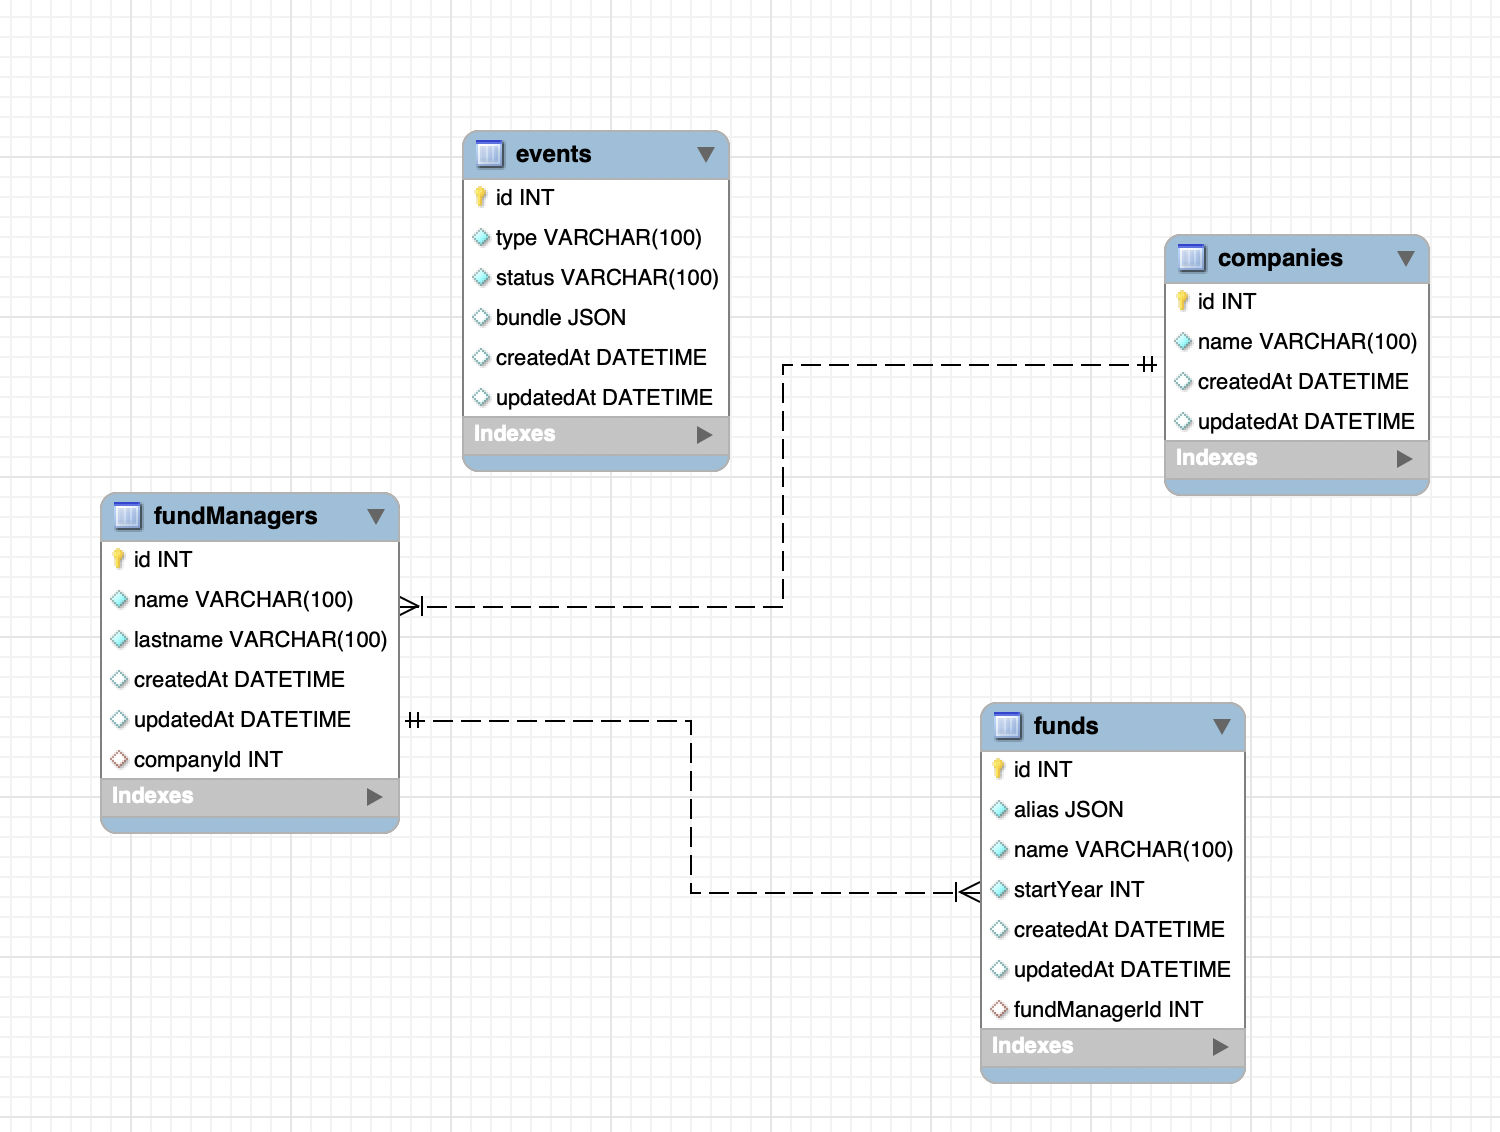 events
id INT
type VARCHAR(100)
status VARCHAR(100)
bundle JSON
createdAt DATETIME
updatedAt DATETIME
Indexes
companies
id INT
name VARCHAR(100)
createdAt DATETIME
updatedAt DATETIME
Indexes
fundManagers
id INT
name VARCHAR(100)
lastname VARCHAR(100)
createdAt DATETIME
updatedAt DATETIME
companyId INT
Indexes
funds
id INT
alias JSON
name VARCHAR(100)
startYear INT
createdAt DATETIME
updatedAt DATETIME
fundManagerId INT
Indexes